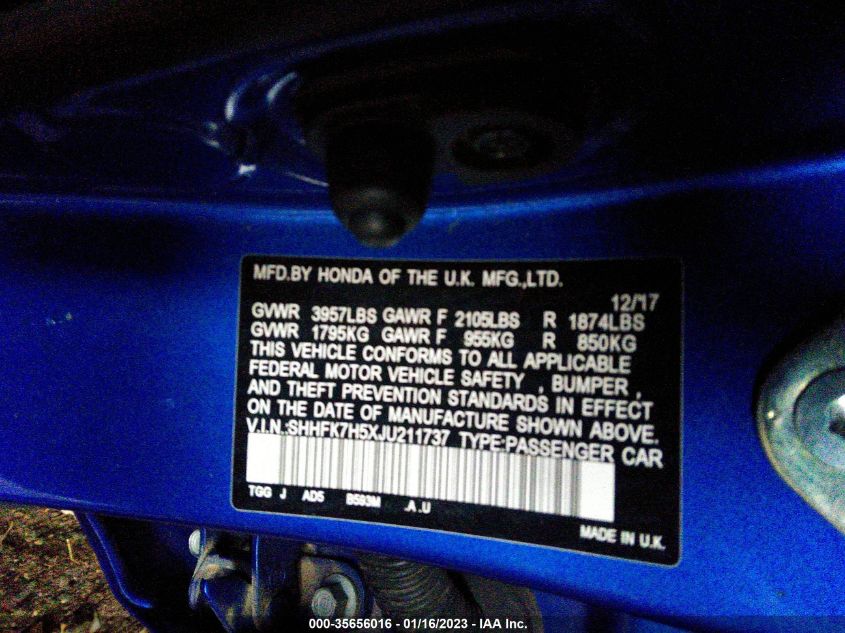 MFD.BY HONDA OF THE U.K. MFG.,LTD.
12/17
GVWR 3957LBS GAWR F 2105LBS R 1874LBS
GVWR 1795KG GAWR F 955KG R 850KG
THIS VEHICLE CONFORMS TO ALL APPLICABLE
FEDERAL MOTOR VEHICLE SAFETY , BUMPER ,
AND THEFT PREVENTION STANDARDS IN EFFECT
ON THE DATE OF MANUFACTURE SHOWN ABOVE.
V.I.N.:SHHFK7H5XJU211737 TYPE:PASSENGER CAR
TGG J AD5 B593M .A .U
MADE IN U.K.
000-35656016 - 01/16/2023 - IAA Inc.